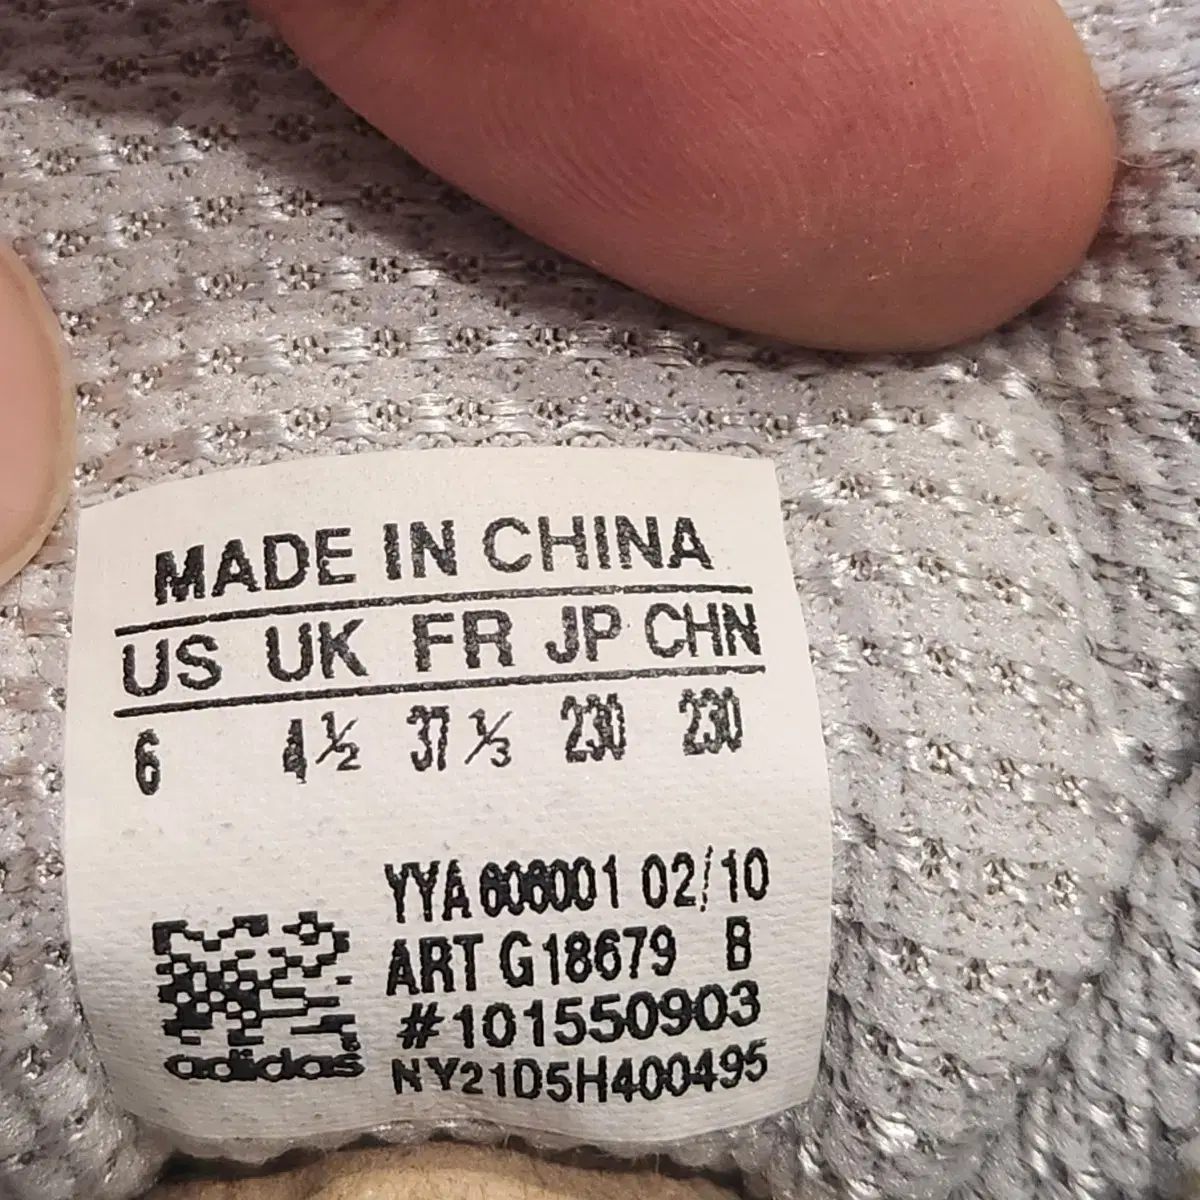 MADE IN CHINA
US UK FR JP CHN
6 4½ 37⅓ 230 230
YYA 606001 02/10
ART G18679 B
#101550903
NY21D5H400495
adidas